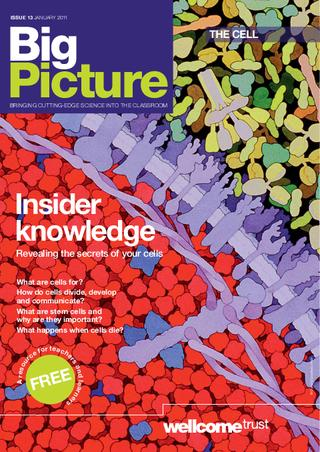 ISSUE 13 JANUARY 2011
Big
Picture
BRINGING CUTTING-EDGE SCIENCE INTO THE CLASSROOM
THE CELL
Insider
knowledge
Revealing the secrets of your cells
What are cells for?
How do cells divide, develop
and communicate?
What are stem cells and
why are they important?
What happens when cells die?
A resource for teachers and learners
FREE
wellcometrust